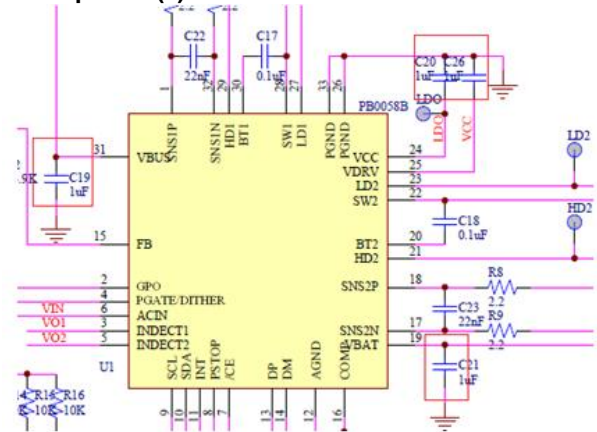 C22
22nF
C17
0.1uF
1
32
29
30
28
27
33
26
C20
1uF
C26
1uF
PB0058B
LDO
LDO
VCC
SNS1P
SNS1N
HD1
BT1
SW1
LD1
PGND
PGND
31
VBUS
C19
1uF
15
FB
2
GPO
4
PGATE/DITHER
VIN
6
ACIN
VO1
3
INDECT1
VO2
5
INDECT2
U1
VCC
24
VDRV
25
LD2
23
SW2
22
LD2
HD2
C18
0.1uF
BT2
20
HD2
21
SNS2P
18
R8
2.2
C23
22nF
SNS2N
17
R9
2.2
VBAT
19
C21
1uF
SCL
SDA
INT
PSTOP
/CE
DP
DM
AGND
COMP
9
10
11
8
7
13
14
12
16
R15
10K
R16
10K